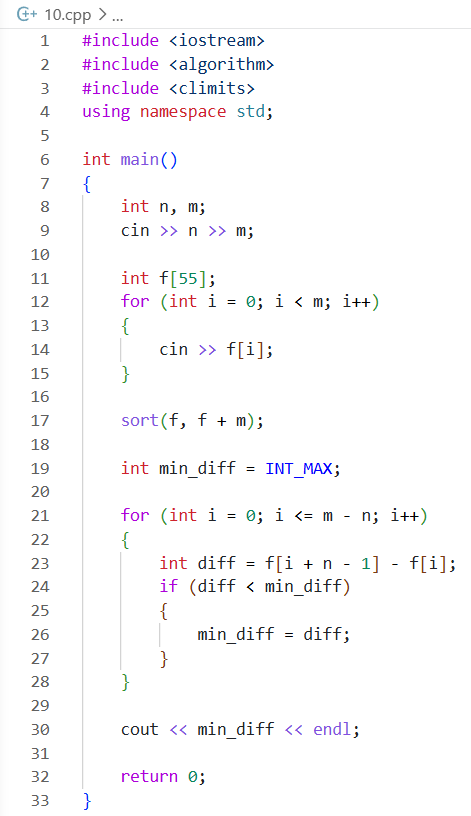 10.cpp > ...
1 #include <iostream>
2 #include <algorithm>
3 #include <climits>
4 using namespace std;
5
6 int main()
7 {
8     int n, m;
9     cin >> n >> m;
10
11     int f[55];
12     for (int i = 0; i < m; i++)
13     {
14         cin >> f[i];
15     }
16
17     sort(f, f + m);
18
19     int min_diff = INT_MAX;
20
21     for (int i = 0; i <= m - n; i++)
22     {
23         int diff = f[i + n - 1] - f[i];
24         if (diff < min_diff)
25         {
26             min_diff = diff;
27         }
28     }
29
30     cout << min_diff << endl;
31
32     return 0;
33 }